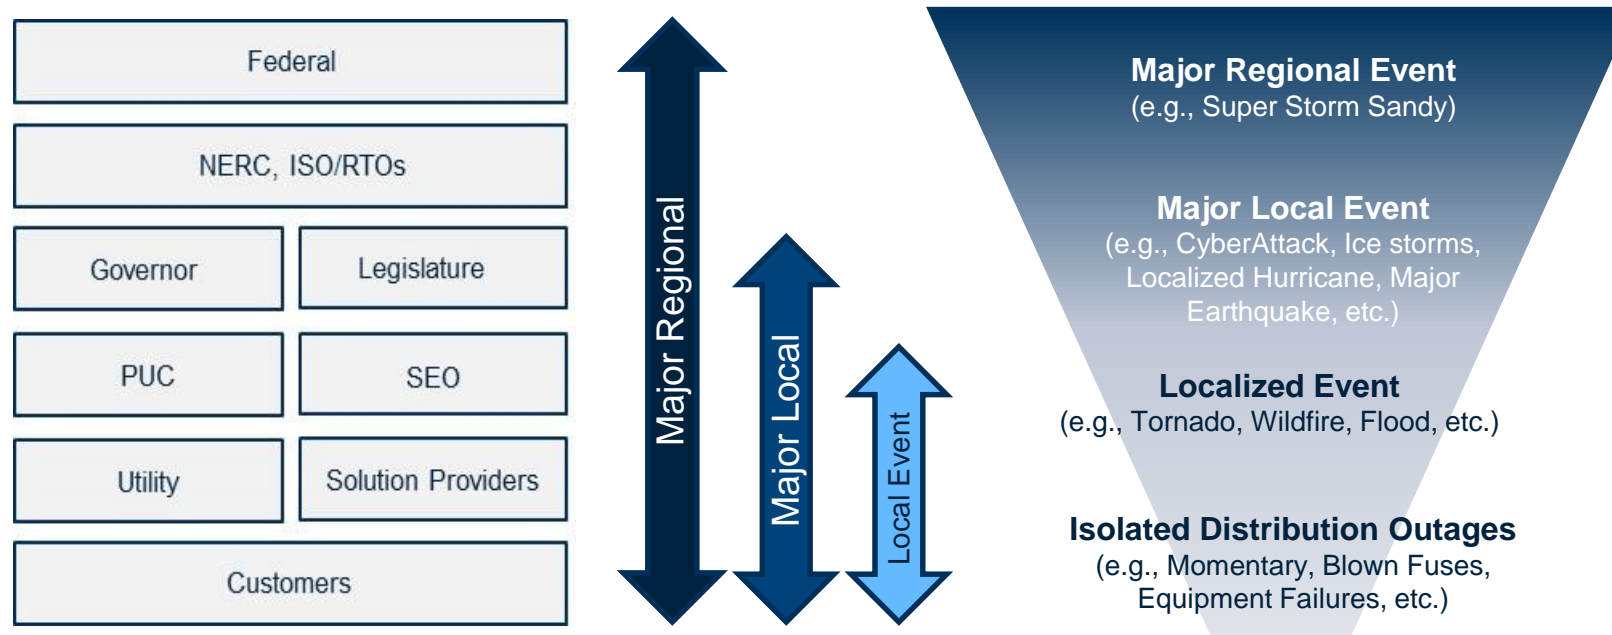 Federal
NERC, ISO/RTOs
Governor
Legislature
PUC
SEO
Utility
Solution Providers
Customers
Major Regional
Major Local
Local Event
Major Regional Event
(e.g., Super Storm Sandy)
Major Local Event
(e.g., CyberAttack, Ice storms,
Localized Hurricane, Major
Earthquake, etc.)
Localized Event
(e.g., Tornado, Wildfire, Flood, etc.)
Isolated Distribution Outages
(e.g., Momentary, Blown Fuses,
Equipment Failures, etc.)